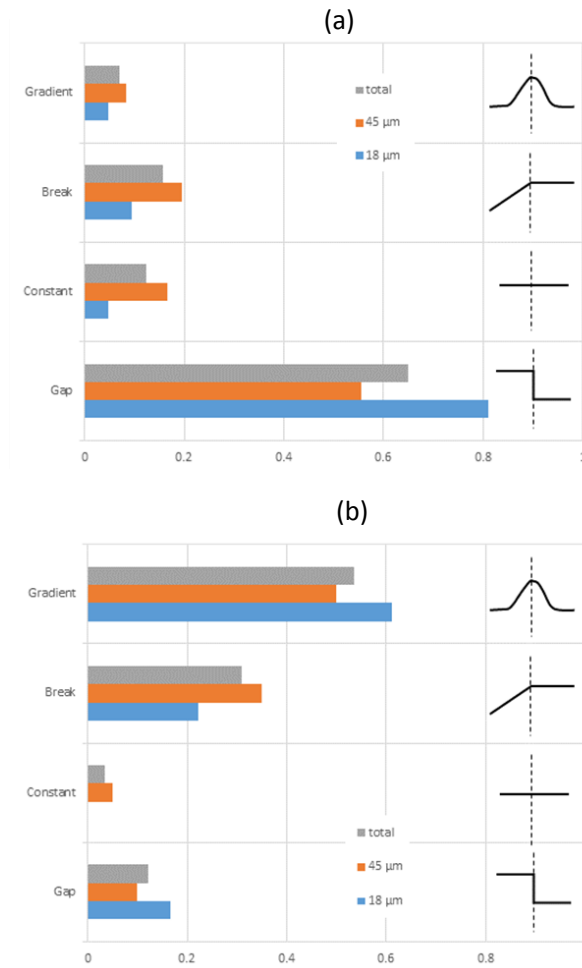 (a)
Gradient
total
45 µm
18 µm
Break
Constant
Gap
0 0.2 0.4 0.6 0.8 1
(b)
Gradient
Break
Constant
total
45 µm
Gap
18 µm
0 0.2 0.4 0.6 0.8